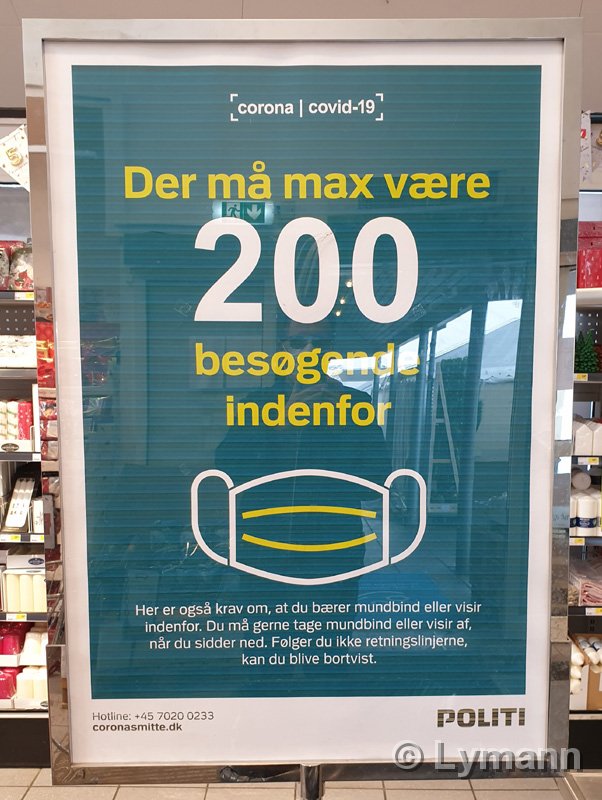 [corona | covid-19]
Der må max være
200
besøgende
indenfor
Her er også krav om, at du bærer mundbind eller visir
indenfor. Du må gerne tage mundbind eller visir af,
når du sidder ned. Følger du ikke retningslinjerne,
kan du blive bortvist.
Hotline: +45 7020 0233
coronasmitte.dk
POLITI
© Lymann